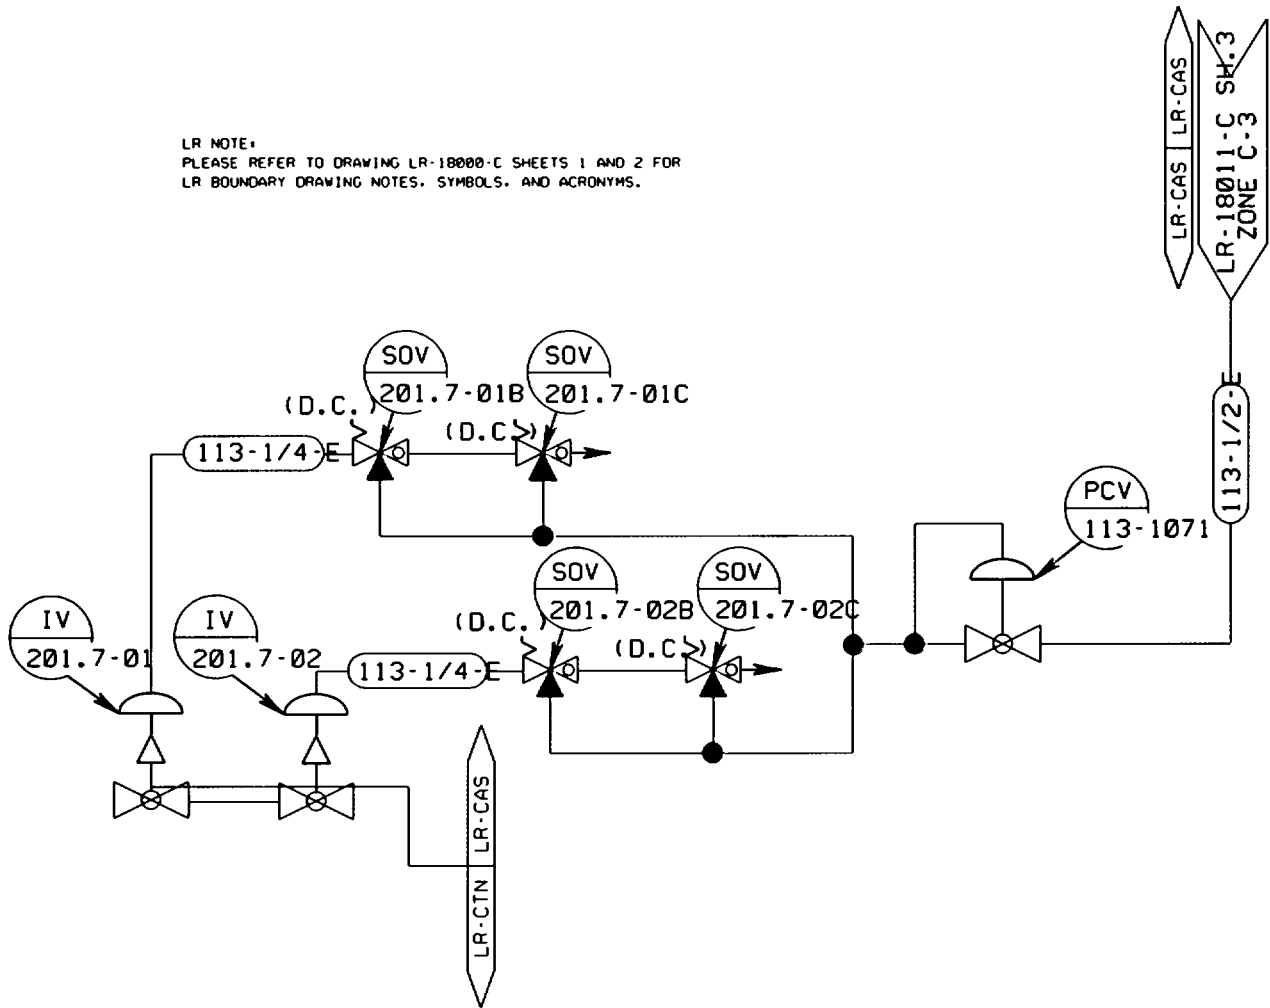 LR NOTE:
PLEASE REFER TO DRAWING LR-18000-C SHEETS 1 AND 2 FOR
LR BOUNDARY DRAWING NOTES, SYMBOLS, AND ACRONYMS.
LR-CAS
LR-CAS
LR-18011-C SH.3
ZONE C-3
113-1/2-E
SOV
201.7-01B
SOV
201.7-01C
(D.C.)
(D.C.)
113-1/4-E
PCV
113-1071
SOV
201.7-02B
SOV
201.7-02C
(D.C.)
(D.C.)
IV
201.7-01
IV
201.7-02
113-1/4-E
LR-CAS
LR-CTN